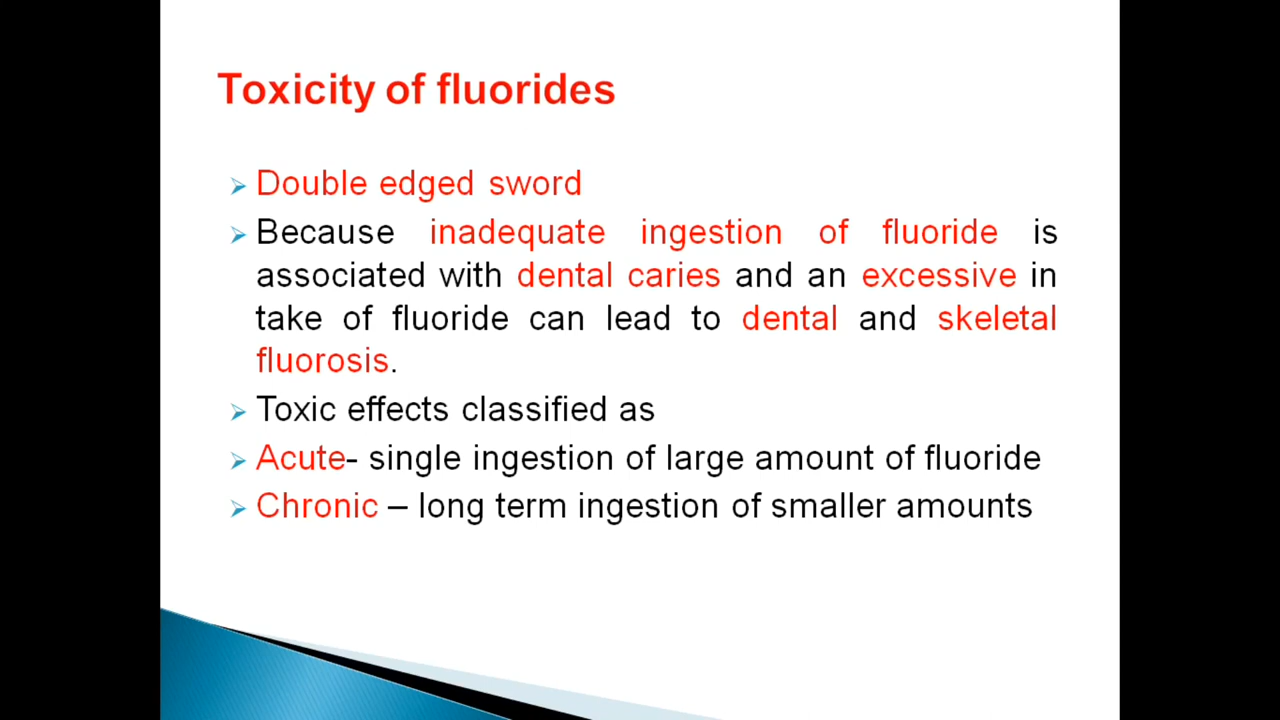 Toxicity of fluorides
➢ Double edged sword
➢ Because inadequate ingestion of fluoride is
associated with dental caries and an excessive in
take of fluoride can lead to dental and skeletal
fluorosis.
➢ Toxic effects classified as
➢ Acute- single ingestion of large amount of fluoride
➢ Chronic – long term ingestion of smaller amounts